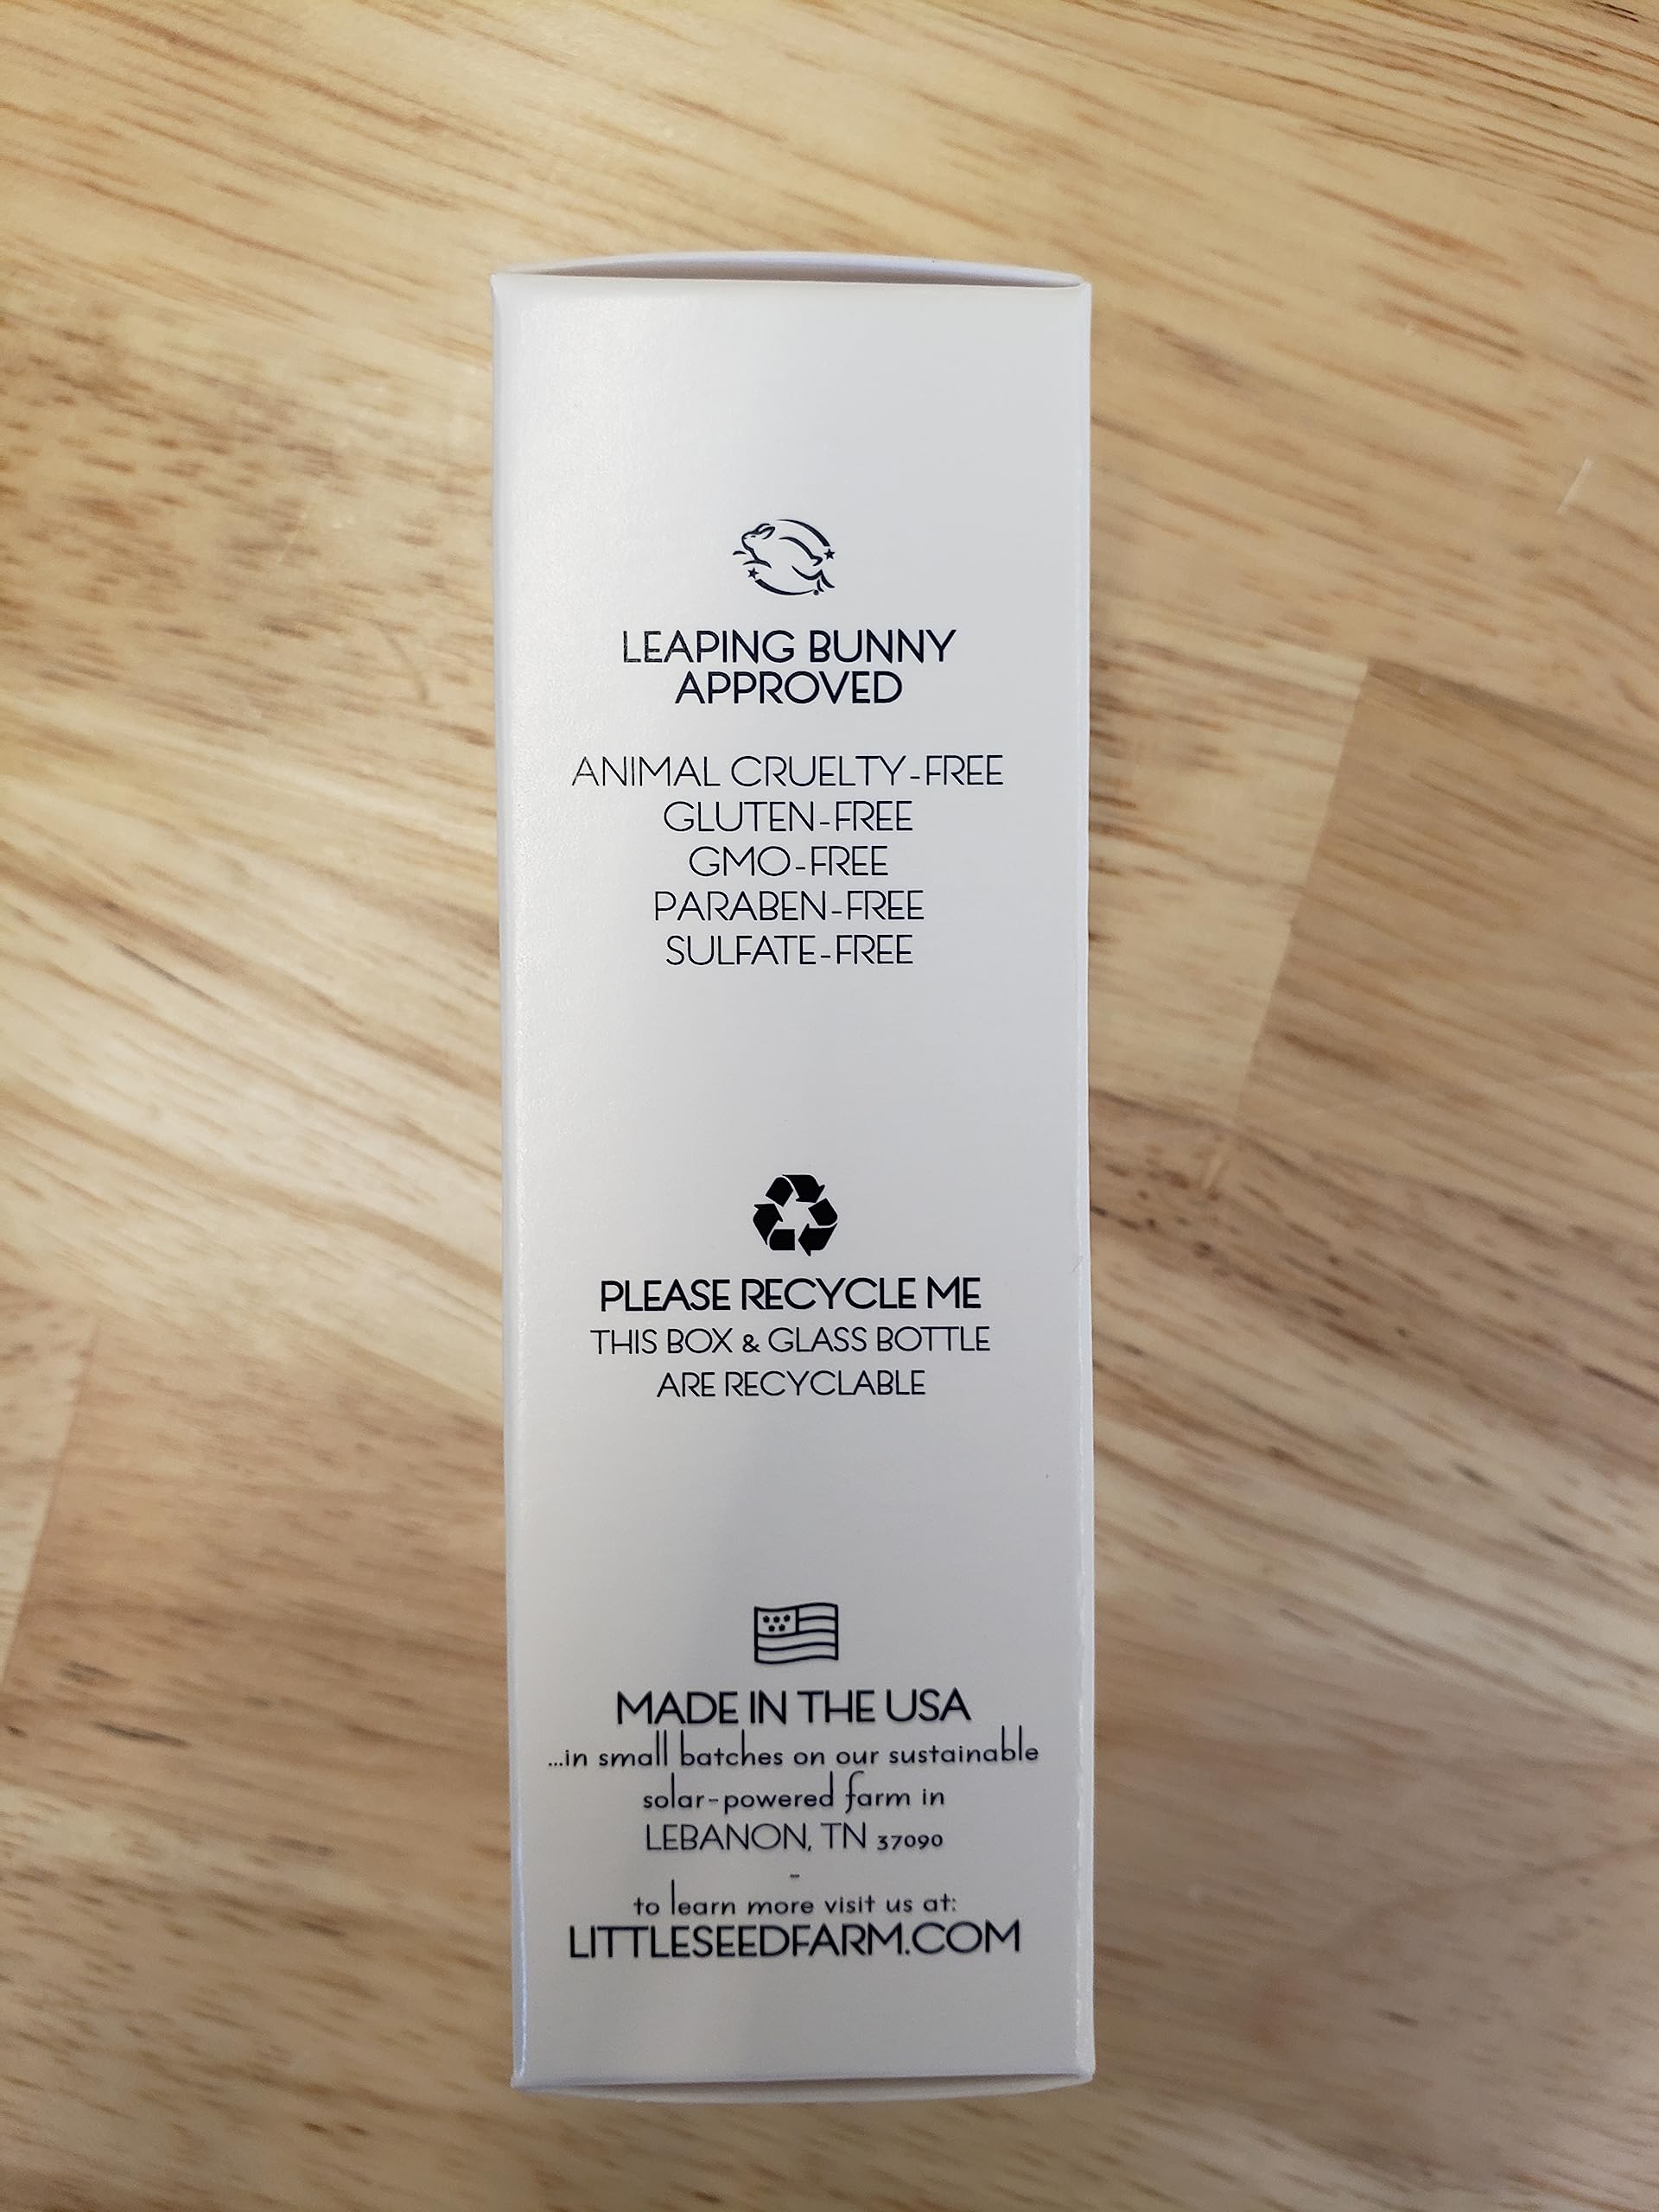 LEAPING BUNNY
APPROVED
ANIMAL CRUELTY-FREE
GLUTEN-FREE
GMO-FREE
PARABEN-FREE
SULFATE-FREE
PLEASE RECYCLE ME
THIS BOX & GLASS BOTTLE
ARE RECYCLABLE
MADE IN THE USA
...in small batches on our sustainable
solar-powered farm in
LEBANON, TN 37090
-
to learn more visit us at:
LITTLESEEDFARM.COM